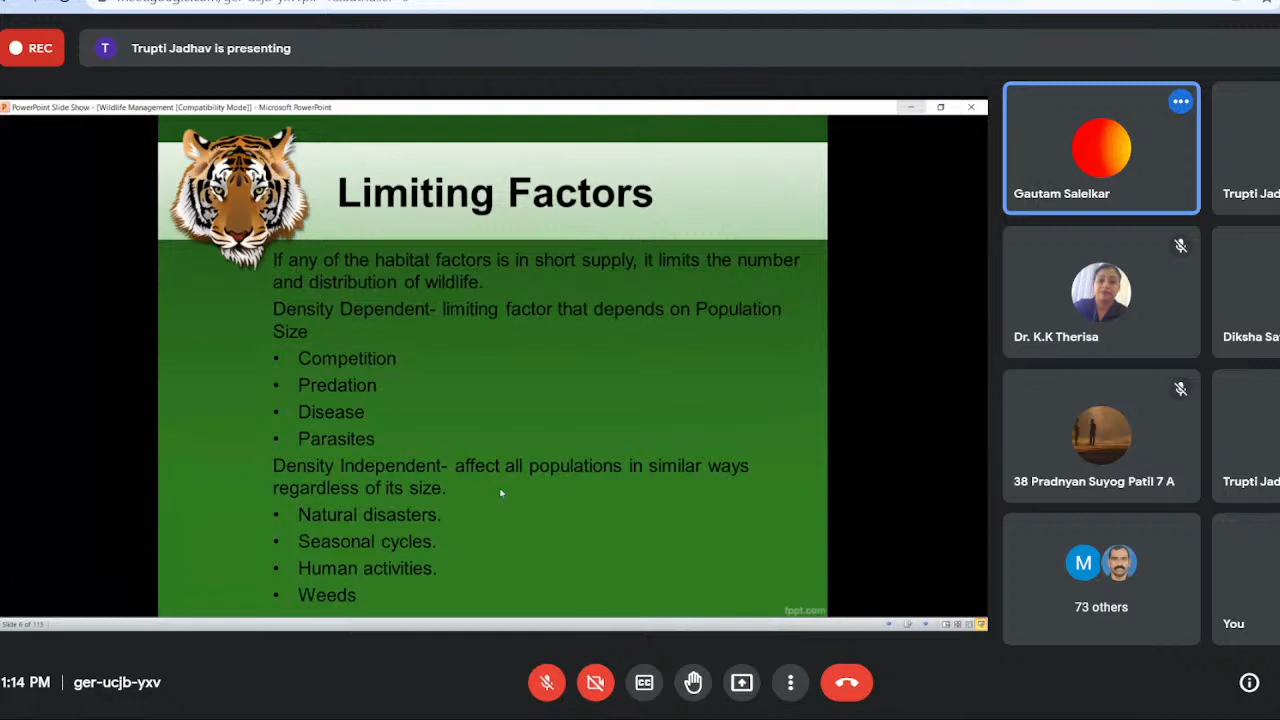 REC
T
Trupti Jadhav is presenting
PowerPoint Slide Show - [Wildlife Management [Compatibility Mode]] - Microsoft PowerPoint
Limiting Factors
If any of the habitat factors is in short supply, it limits the number
and distribution of wildlife.
Density Dependent- limiting factor that depends on Population
Size
• Competition
• Predation
• Disease
• Parasites
Density Independent- affect all populations in similar ways
regardless of its size.
• Natural disasters.
• Seasonal cycles.
• Human activities.
• Weeds
fppt.com
Slide 6 of 115
Gautam Salelkar
Trupti Jad
Dr. K.K Therisa
Diksha Sa
38 Pradnyan Suyog Patil 7 A
Trupti Jad
M
73 others
You
1:14 PM
ger-ucjb-yxv